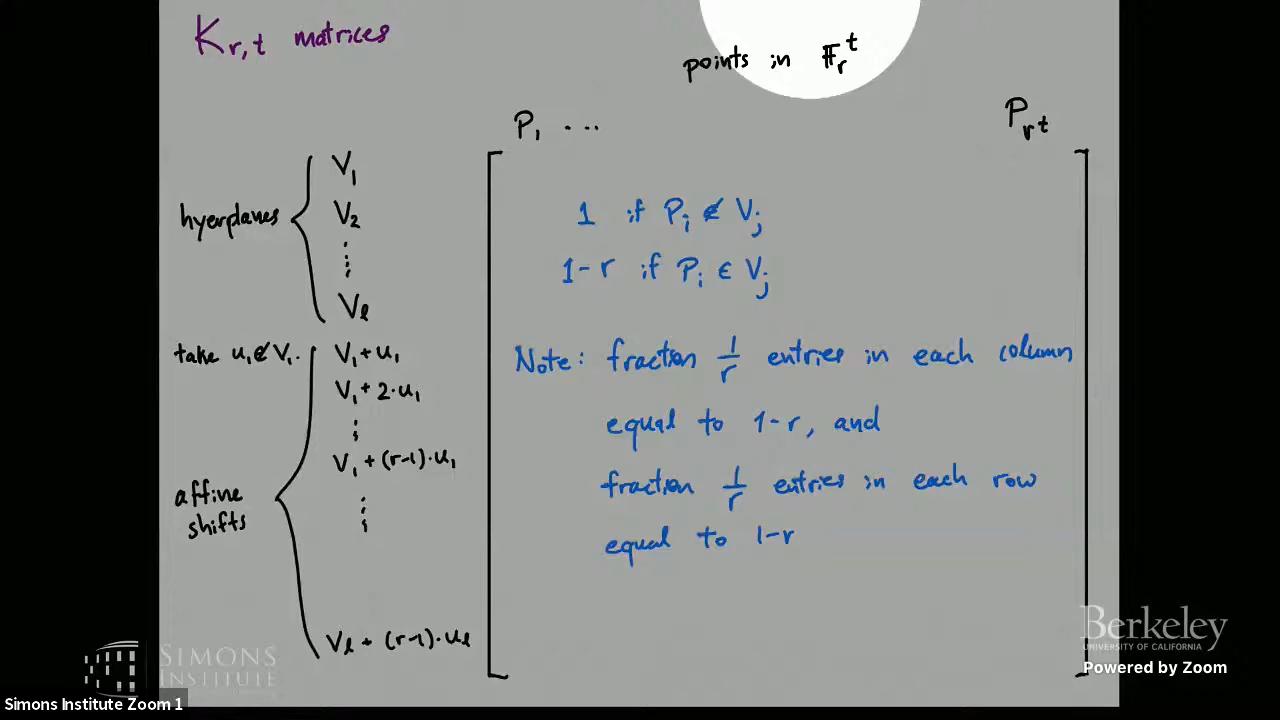 K_{r,t} matrices
points in 𝔽_r^t
P_1 ... P_{r^t}
hyerplanes
V_1
V_2
⋮
V_ℓ
1 if P_i ∉ V_j
1-r if P_i ∈ V_j
take u_1 ∉ V_1.
V_1 + u_1
V_1 + 2·u_1
⋮
V_1 + (r-1)·u_1
⋮
affine
shifts
V_ℓ + (r-1)·u_ℓ
Note: fraction 1/r entries in each column
equal to 1-r, and
fraction 1/r entries in each row
equal to 1-r
SIMONS
INSTITUTE
Berkeley
UNIVERSITY OF CALIFORNIA
Powered by Zoom
Simons Institute Zoom 1